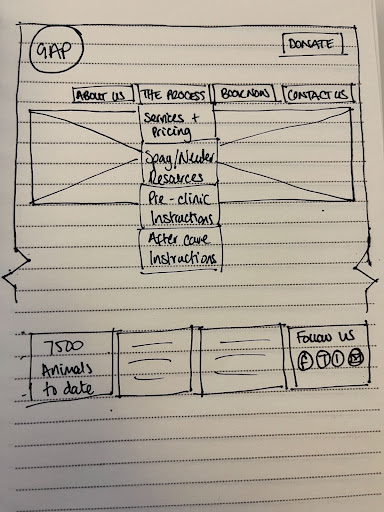 GAP
DONATE
ABOUT US
THE PROCESS
BOOK NOW
CONTACT US
Services +
Pricing
Spay/Neuter
Resources
Pre-clinic
Instructions
After care
Instructions
7500
Animals
to date
Follow US
f T I